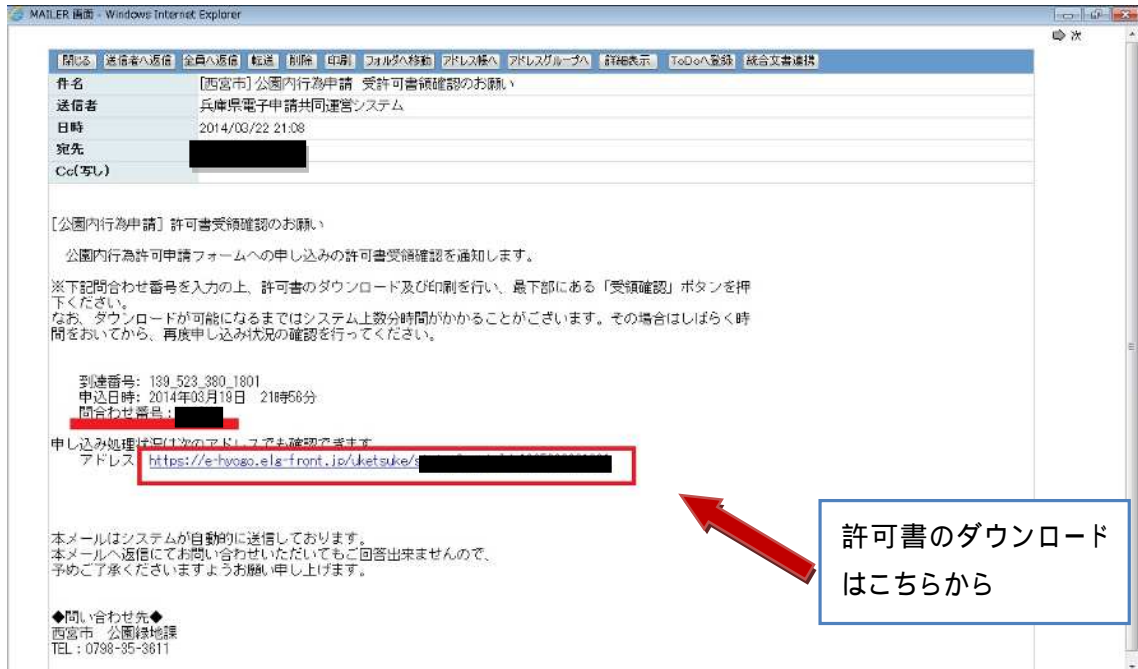 MAILER 画面 - Windows Internet Explorer
次
閉じる 送信者へ返信 全員へ返信 転送 削除 印刷 フォルダへ移動 アドレス帳へ アドレスグループへ 詳細表示 ToDoへ登録 統合文書連携
件名 [西宮市]公園内行為申請 受許可書領確認のお願い
送信者 兵庫県電子申請共同運営システム
日時 2014/03/22 21:08
宛先
Cc(写し)
[公園内行為申請] 許可書受領確認のお願い
公園内行為許可申請フォームへの申し込みの許可書受領確認を通知します。
※下記問合わせ番号を入力の上、許可書のダウンロード及び印刷を行い、最下部にある「受領確認」ボタンを押
下ください。
なお、ダウンロードが可能になるまではシステム上数分時間がかかることがございます。その場合はしばらく時
間をおいてから、再度申し込み状況の確認を行ってください。
到達番号: 139_523_380_1801
申込日時: 2014年03月19日 21時56分
問合わせ番号:
申し込み処理状況は次のアドレスでも確認できます
アドレス https://e-hyogo.elg-front.jp/uketsuke/
許可書のダウンロード
はこちらから
本メールはシステムが自動的に送信しております。
本メールへ返信にてお問い合わせいただいてもご回答出来ませんので、
予めご了承くださいますようお願い申し上げます。
◆問い合わせ先◆
西宮市 公園緑地課
TEL:0798-35-3611